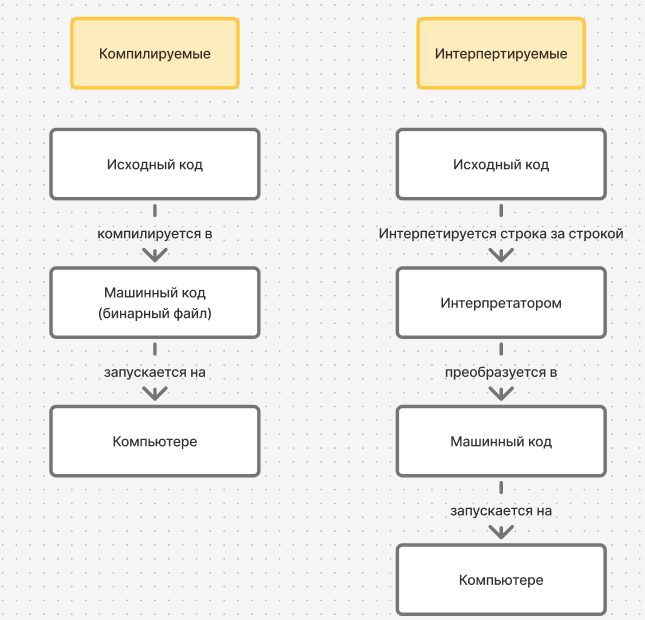 Компилируемые
Исходный код
компилируется в
Машинный код
(бинарный файл)
запускается на
Компьютере
Интерпертируемые
Исходный код
Интерпетируется строка за строкой
Интерпретатором
преобразуется в
Машинный код
запускается на
Компьютере